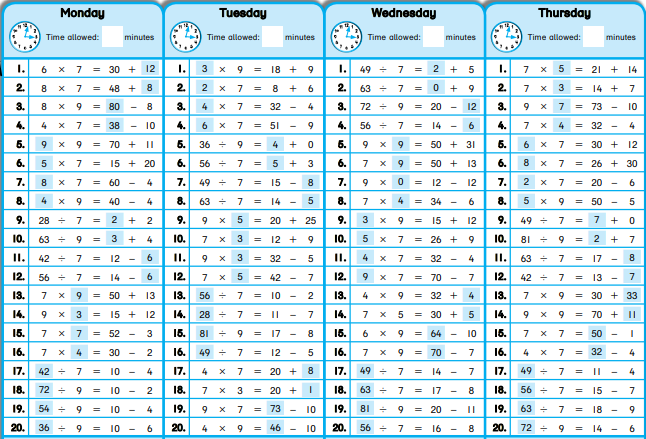 Monday
Time allowed: minutes
1. 6 × 7 = 30 + 12
2. 8 × 7 = 48 + 8
3. 8 × 9 = 80 − 8
4. 4 × 7 = 38 − 10
5. 9 × 9 = 70 + 11
6. 5 × 7 = 15 + 20
7. 8 × 7 = 60 − 4
8. 4 × 9 = 40 − 4
9. 28 ÷ 7 = 2 + 2
10. 63 ÷ 9 = 3 + 4
11. 42 ÷ 7 = 12 − 6
12. 56 ÷ 7 = 14 − 6
13. 7 × 9 = 50 + 13
14. 9 × 3 = 15 + 12
15. 7 × 7 = 52 − 3
16. 7 × 4 = 30 − 2
17. 42 ÷ 7 = 10 − 4
18. 72 ÷ 9 = 10 − 2
19. 54 ÷ 9 = 10 − 4
20. 36 ÷ 9 = 10 − 6
Tuesday
Time allowed: minutes
1. 3 × 9 = 18 + 9
2. 2 × 7 = 8 + 6
3. 4 × 7 = 32 − 4
4. 6 × 7 = 51 − 9
5. 36 ÷ 9 = 4 + 0
6. 56 ÷ 7 = 5 + 3
7. 49 ÷ 7 = 15 − 8
8. 63 ÷ 7 = 14 − 5
9. 9 × 5 = 20 + 25
10. 7 × 3 = 12 + 9
11. 9 × 3 = 32 − 5
12. 7 × 5 = 42 − 7
13. 56 ÷ 7 = 10 − 2
14. 28 ÷ 7 = 11 − 7
15. 81 ÷ 9 = 17 − 8
16. 49 ÷ 7 = 12 − 5
17. 4 × 7 = 20 + 8
18. 7 × 3 = 20 + 1
19. 7 × 9 = 73 − 10
20. 4 × 9 = 46 − 10
Wednesday
Time allowed: minutes
1. 49 ÷ 7 = 2 + 5
2. 63 ÷ 7 = 0 + 9
3. 72 ÷ 9 = 20 − 12
4. 56 ÷ 7 = 14 − 6
5. 9 × 9 = 50 + 31
6. 7 × 9 = 50 + 13
7. 9 × 0 = 12 − 12
8. 7 × 4 = 34 − 6
9. 3 × 9 = 15 + 12
10. 5 × 7 = 26 + 9
11. 4 × 7 = 32 − 4
12. 9 × 7 = 70 − 7
13. 4 × 9 = 32 + 4
14. 7 × 5 = 30 + 5
15. 6 × 9 = 64 − 10
16. 7 × 9 = 70 − 7
17. 49 ÷ 7 = 14 − 7
18. 63 ÷ 7 = 17 − 8
19. 81 ÷ 9 = 20 − 11
20. 56 ÷ 7 = 16 − 8
Thursday
Time allowed: minutes
1. 7 × 5 = 21 + 14
2. 7 × 3 = 14 + 7
3. 9 × 7 = 73 − 10
4. 7 × 4 = 32 − 4
5. 6 × 7 = 30 + 12
6. 8 × 7 = 26 + 30
7. 2 × 7 = 20 − 6
8. 5 × 9 = 50 − 5
9. 49 ÷ 7 = 7 + 0
10. 81 ÷ 9 = 2 + 7
11. 63 ÷ 7 = 17 − 8
12. 42 ÷ 7 = 13 − 7
13. 7 × 9 = 30 + 33
14. 9 × 9 = 70 + 11
15. 7 × 7 = 50 − 1
16. 4 × 7 = 32 − 4
17. 49 ÷ 7 = 11 − 4
18. 56 ÷ 7 = 15 − 7
19. 63 ÷ 7 = 18 − 9
20. 72 ÷ 9 = 14 − 6